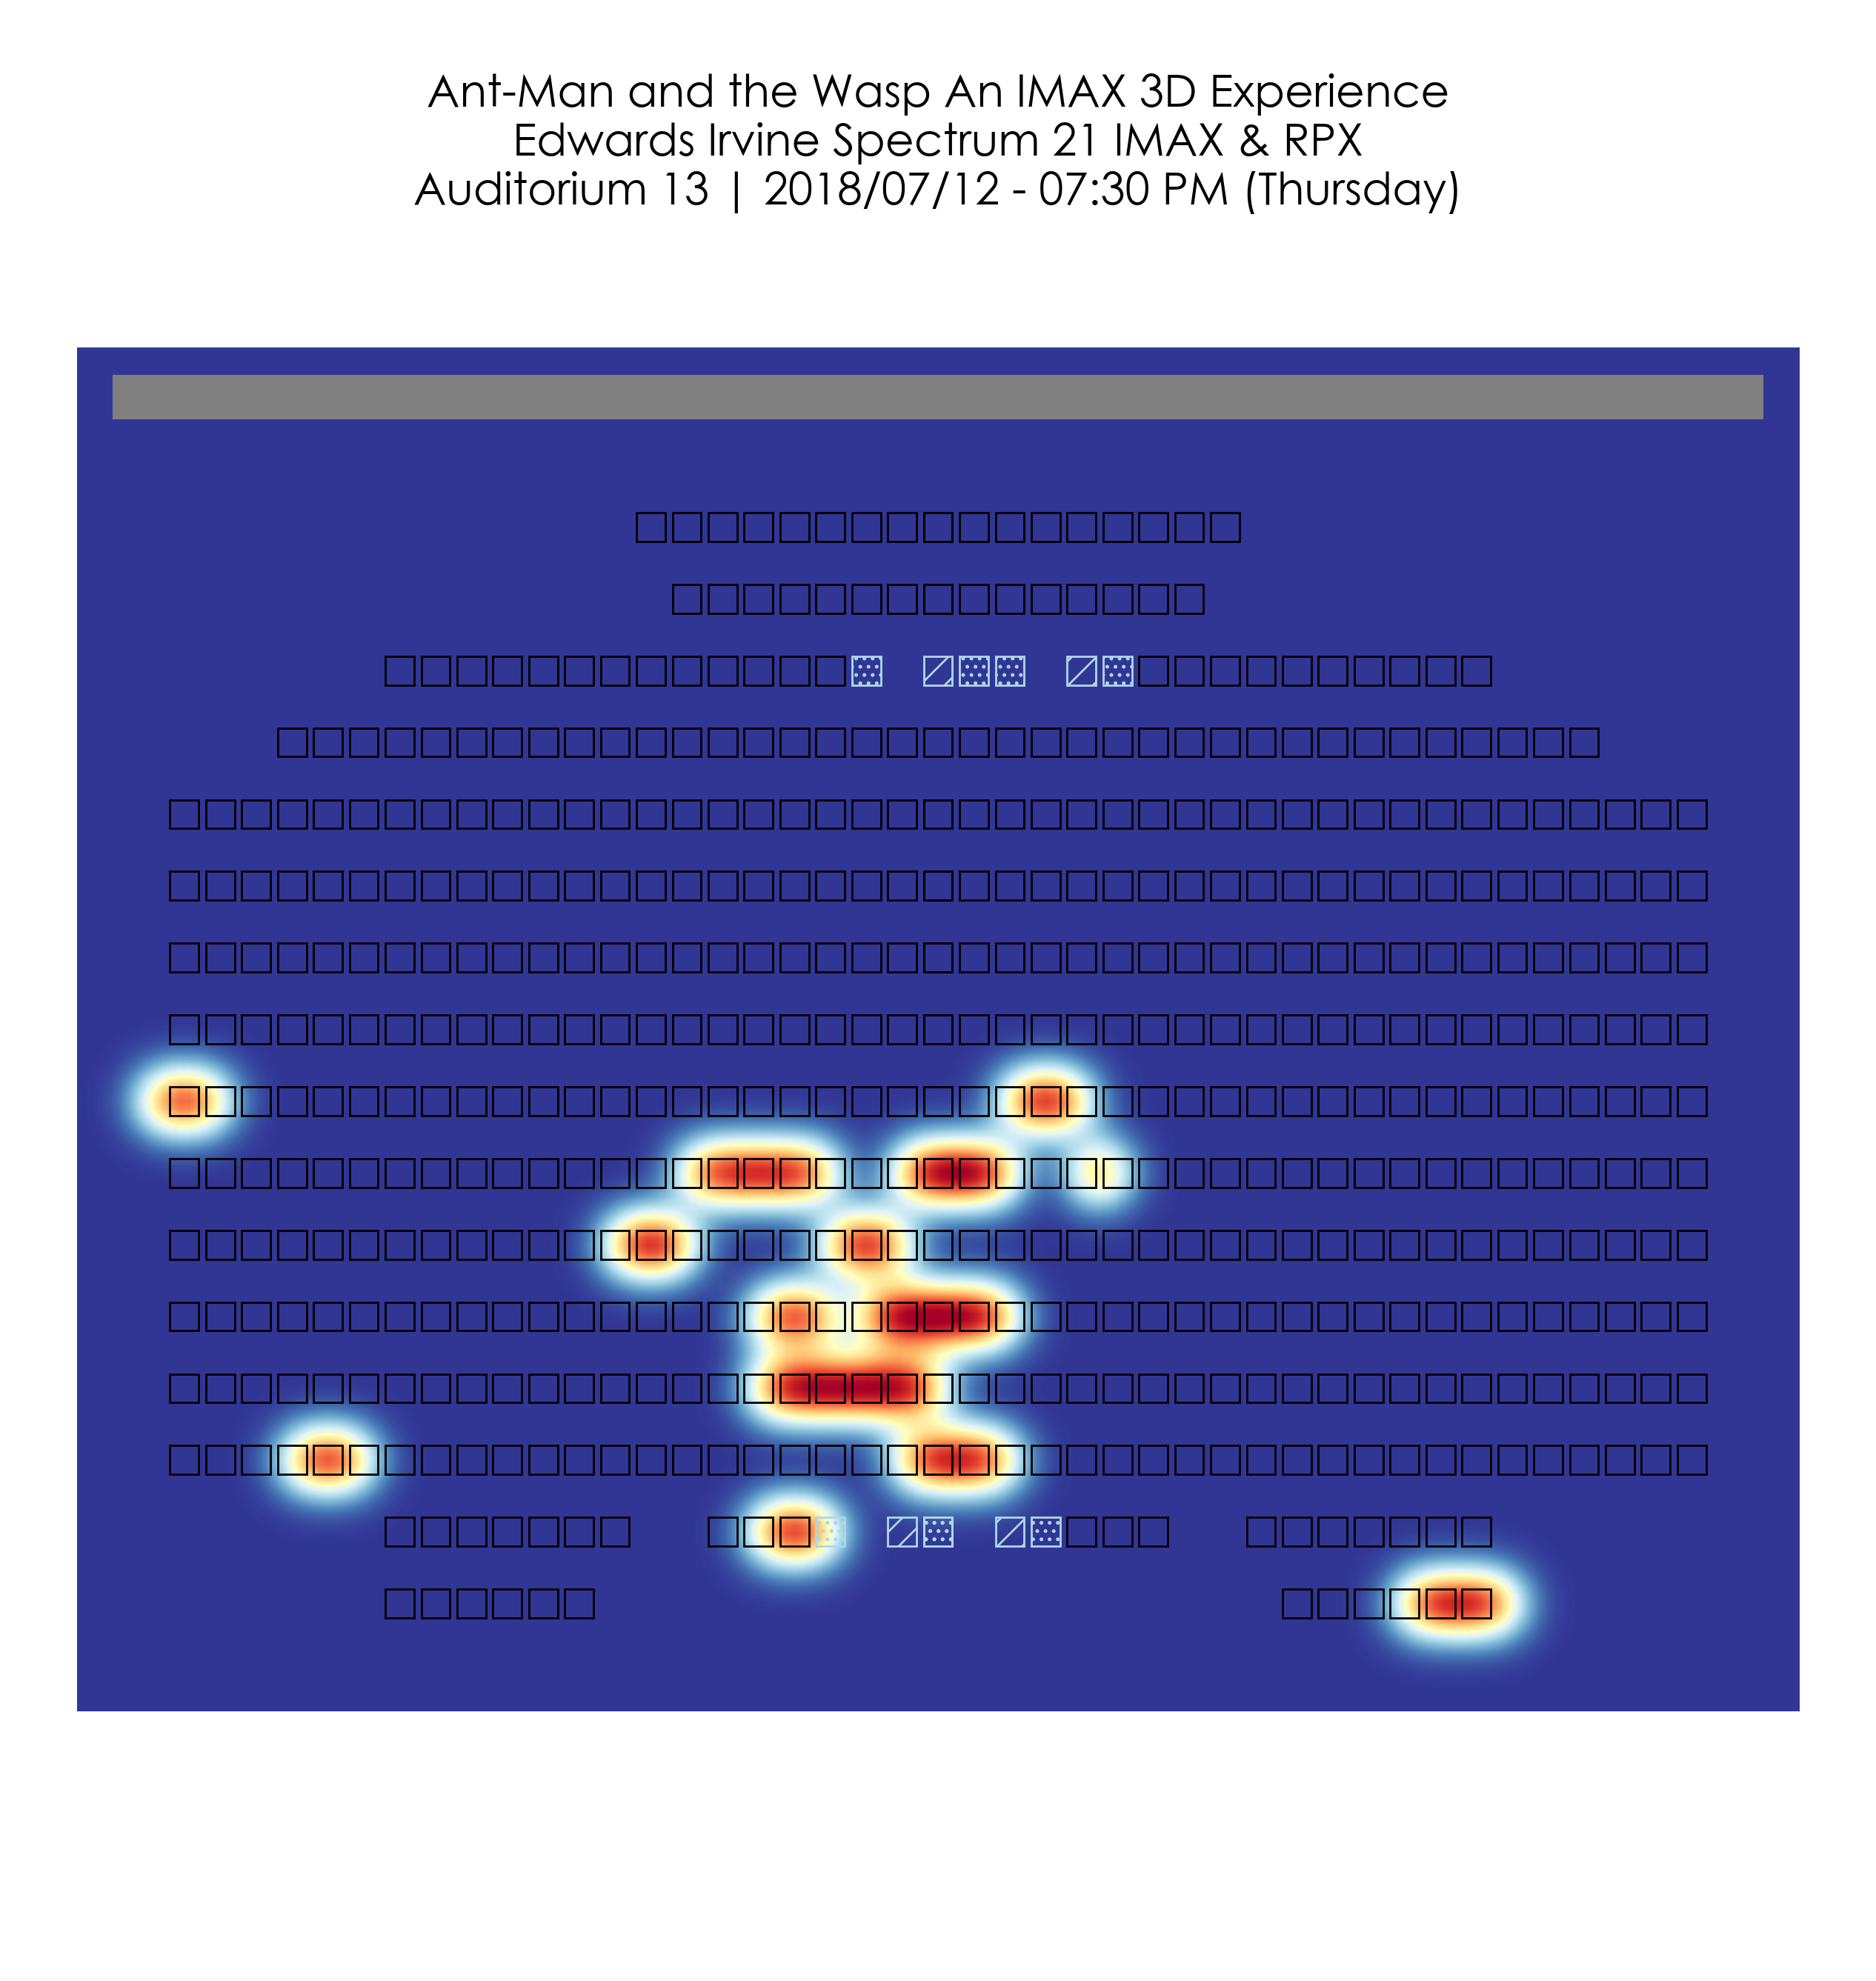 Ant-Man and the Wasp An IMAX 3D Experience
Edwards Irvine Spectrum 21 IMAX & RPX
Auditorium 13 | 2018/07/12 - 07:30 PM (Thursday)